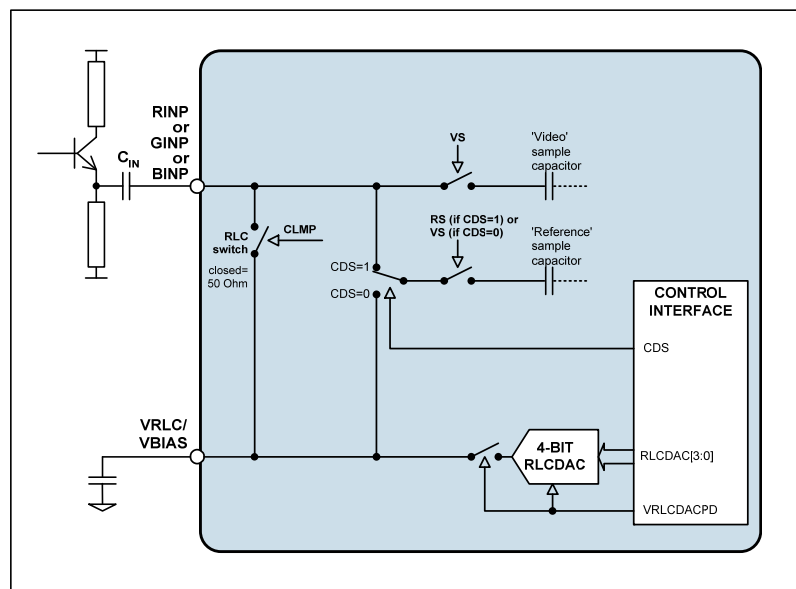 RINP
or
GINP
or
BINP
CIN
VS
'Video'
sample
capacitor
RS (if CDS=1) or
VS (if CDS=0)
'Reference'
sample
capacitor
RLC
switch
CLMP
closed=
50 Ohm
CDS=1
CDS=0
CONTROL
INTERFACE
CDS
VRLC/
VBIAS
4-BIT
RLCDAC
RLCDAC[3:0]
VRLCDACPD